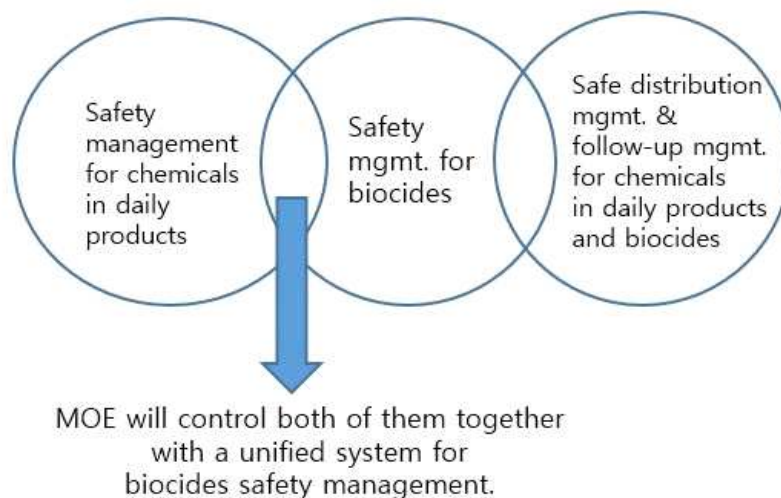 Safety
management
for chemicals
in daily
products
Safety
mgmt. for
biocides
Safe distribution
mgmt. &
follow-up mgmt.
for chemicals
in daily products
and biocides
MOE will control both of them together
with a unified system for
biocides safety management.